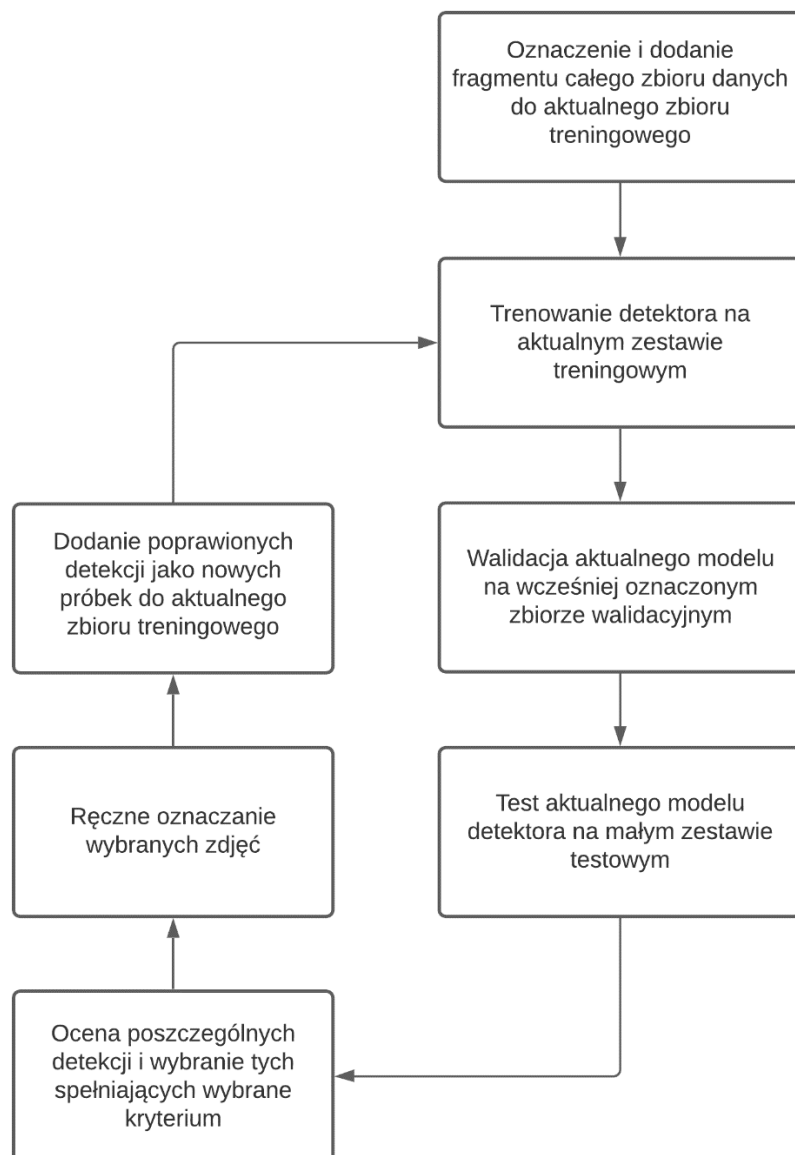 Oznaczenie i dodanie
fragmentu całego zbioru danych
do aktualnego zbioru
treningowego
Trenowanie detektora na
aktualnym zestawie
treningowym
Walidacja aktualnego modelu
na wcześniej oznaczonym
zbiorze walidacyjnym
Test aktualnego modelu
detektora na małym zestawie
testowym
Ocena poszczególnych
detekcji i wybranie tych
spełniających wybrane
kryterium
Ręczne oznaczanie
wybranych zdjęć
Dodanie poprawionych
detekcji jako nowych
próbek do aktualnego
zbioru treningowego